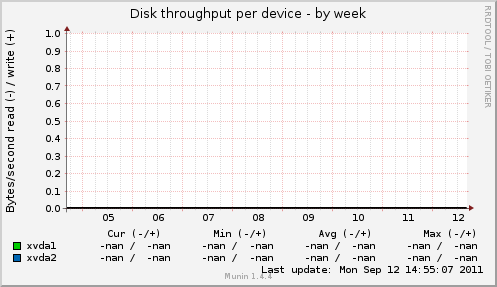 Disk throughput per device - by week
RRDTOOL / TOBI OETIKER
Bytes/second read (-) / write (+)
1.0
0.9
0.8
0.7
0.6
0.5
0.4
0.3
0.2
0.1
0.0
05 06 07 08 09 10 11 12
Cur (-/+) Min (-/+) Avg (-/+) Max (-/+)
xvda1 -nan / -nan -nan / -nan -nan / -nan -nan / -nan
xvda2 -nan / -nan -nan / -nan -nan / -nan -nan / -nan
Last update: Mon Sep 12 14:55:07 2011
Munin 1.4.4